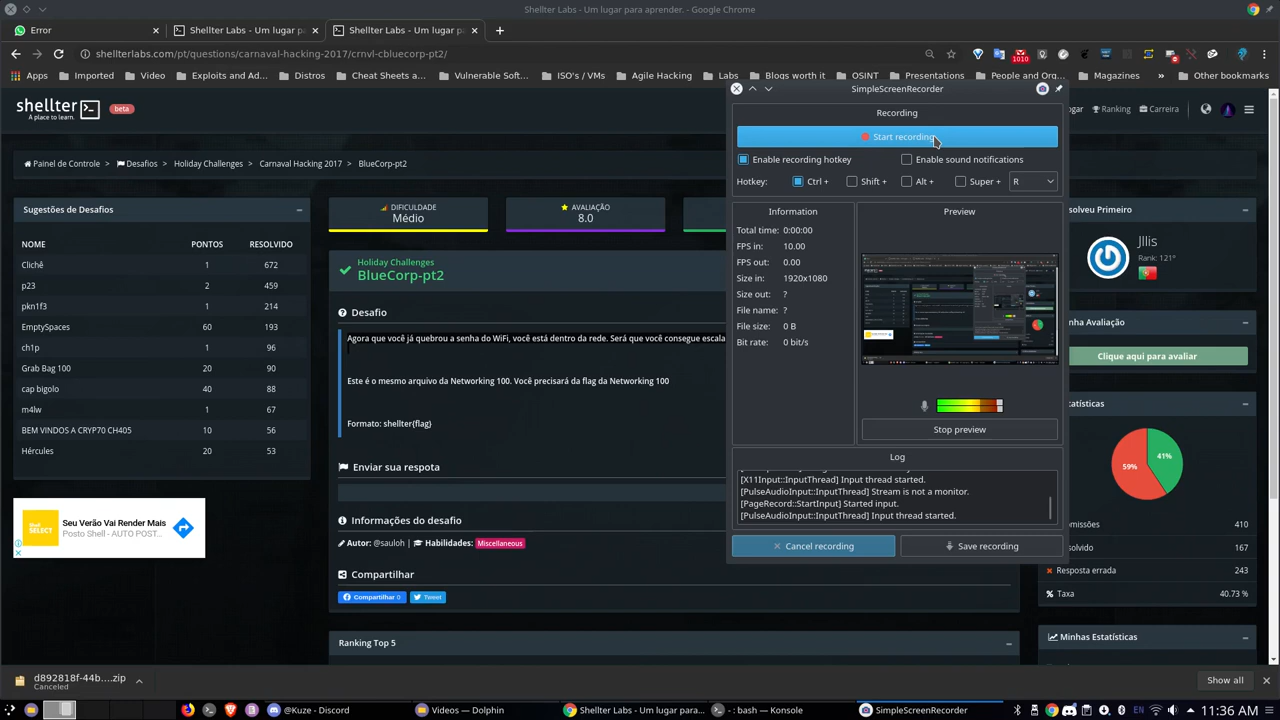 Shellter Labs - Um lugar para aprender. - Google Chrome
Error
Shellter Labs - Um lugar pa
Shellter Labs - Um lugar pa
shellterlabs.com/pt/questions/carnaval-hacking-2017/crnvl-cbluecorp-pt2/
1010
Apps
Imported
Video
Exploits and Ad...
Distros
Cheat Sheets a...
Vulnerable Soft...
ISO's / VMs
Agile Hacking
Labs
Blogs worth it
OSINT
Presentations
People and Org...
Magazines
»
Other bookmarks
shellter
A place to learn.
beta
ogar
Ranking
Carreira
Painel de Controle > Desafios > Holiday Challenges > Carnaval Hacking 2017 > BlueCorp-pt2
Sugestões de Desafios
NOME PONTOS RESOLVIDO
Clichê 1 672
p23 1
pkn1f3 1 214
EmptySpaces 60 193
ch1p 1 96
Grab Bag 100 20 90
cap bigolo 40 88
m4lw 1 67
BEM VINDOS A CRYP70 CH405 10 56
Hércules 20 53
Seu Verão Vai Render Mais
Posto Shell - AUTO POST...
Shell SELECT
DIFICULDADE
Médio
AVALIAÇÃO
8.0
Holiday Challenges
BlueCorp-pt2
Desafio
Agora que você já quebrou a senha do WiFi, você está dentro da rede. Será que você consegue escala
Este é o mesmo arquivo da Networking 100. Você precisará da flag da Networking 100
Formato: shellter{flag}
Enviar sua respota
Informações do desafio
Autor: @sauloh | Habilidades: Miscellaneous
Compartilhar
Compartilhar 0
Tweet
Ranking Top 5
SimpleScreenRecorder
Recording
Start recording
Enable recording hotkey
Enable sound notifications
Hotkey:
Ctrl +
Shift +
Alt +
Super +
R
Information
Total time: 0:00:00
FPS in: 10.00
FPS out: 0.00
Size in: 1920x1080
Size out: ?
File name: ?
File size: 0 B
Bit rate: 0 bit/s
Preview
Stop preview
Log
[X11Input::InputThread] Input thread started.
[PulseAudioInput::InputThread] Stream is not a monitor.
[PageRecord::StartInput] Started input.
[PulseAudioInput::InputThread] Input thread started.
Cancel recording
Save recording
solveu Primeiro
Jllis
Rank: 121°
nha Avaliação
Clique aqui para avaliar
statísticas
59%
41%
omissões 410
solvido 167
Resposta errada 243
Taxa 40.73 %
Minhas Estatísticas
d892818f-44b....zip
Canceled
Show all
@Kuze - Discord
Videos — Dolphin
Shellter Labs - Um lugar para...
- : bash — Konsole
SimpleScreenRecorder
EN
11:36 AM